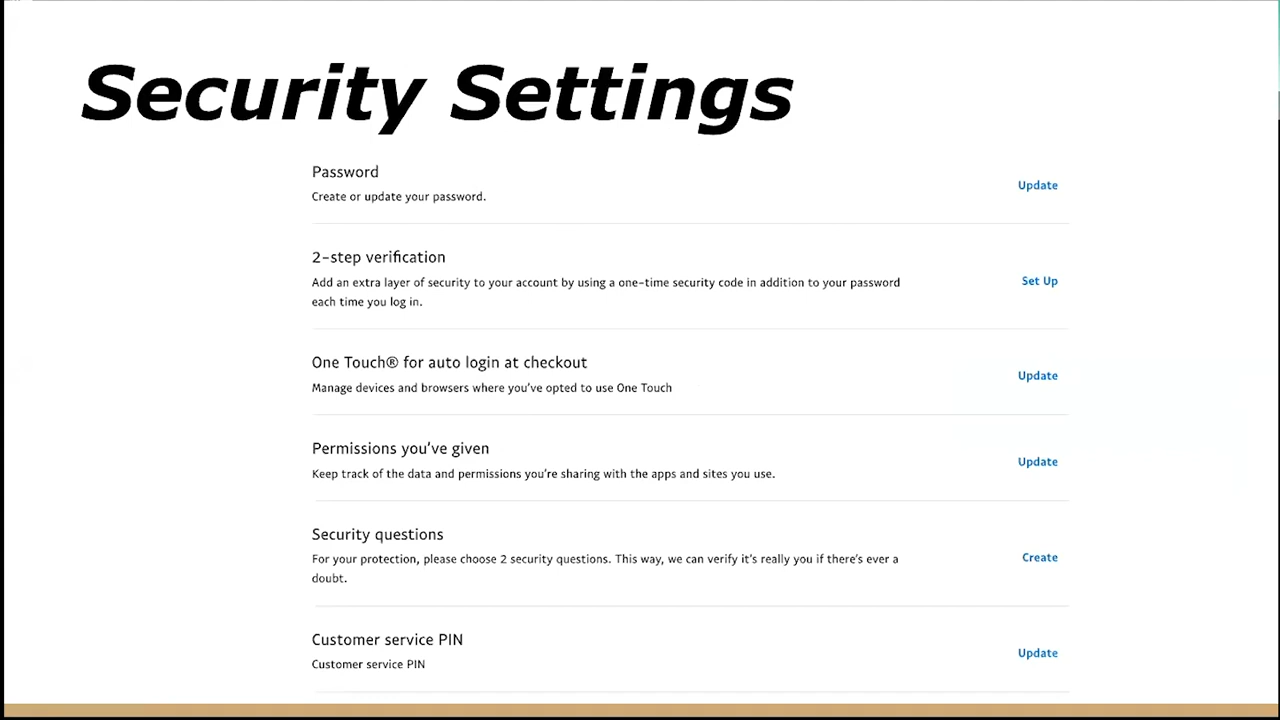 Security Settings
Password
Create or update your password.
Update
2-step verification
Add an extra layer of security to your account by using a one-time security code in addition to your password
each time you log in.
Set Up
One Touch® for auto login at checkout
Manage devices and browsers where you've opted to use One Touch
Update
Permissions you've given
Keep track of the data and permissions you're sharing with the apps and sites you use.
Update
Security questions
For your protection, please choose 2 security questions. This way, we can verify it's really you if there's ever a
doubt.
Create
Customer service PIN
Customer service PIN
Update